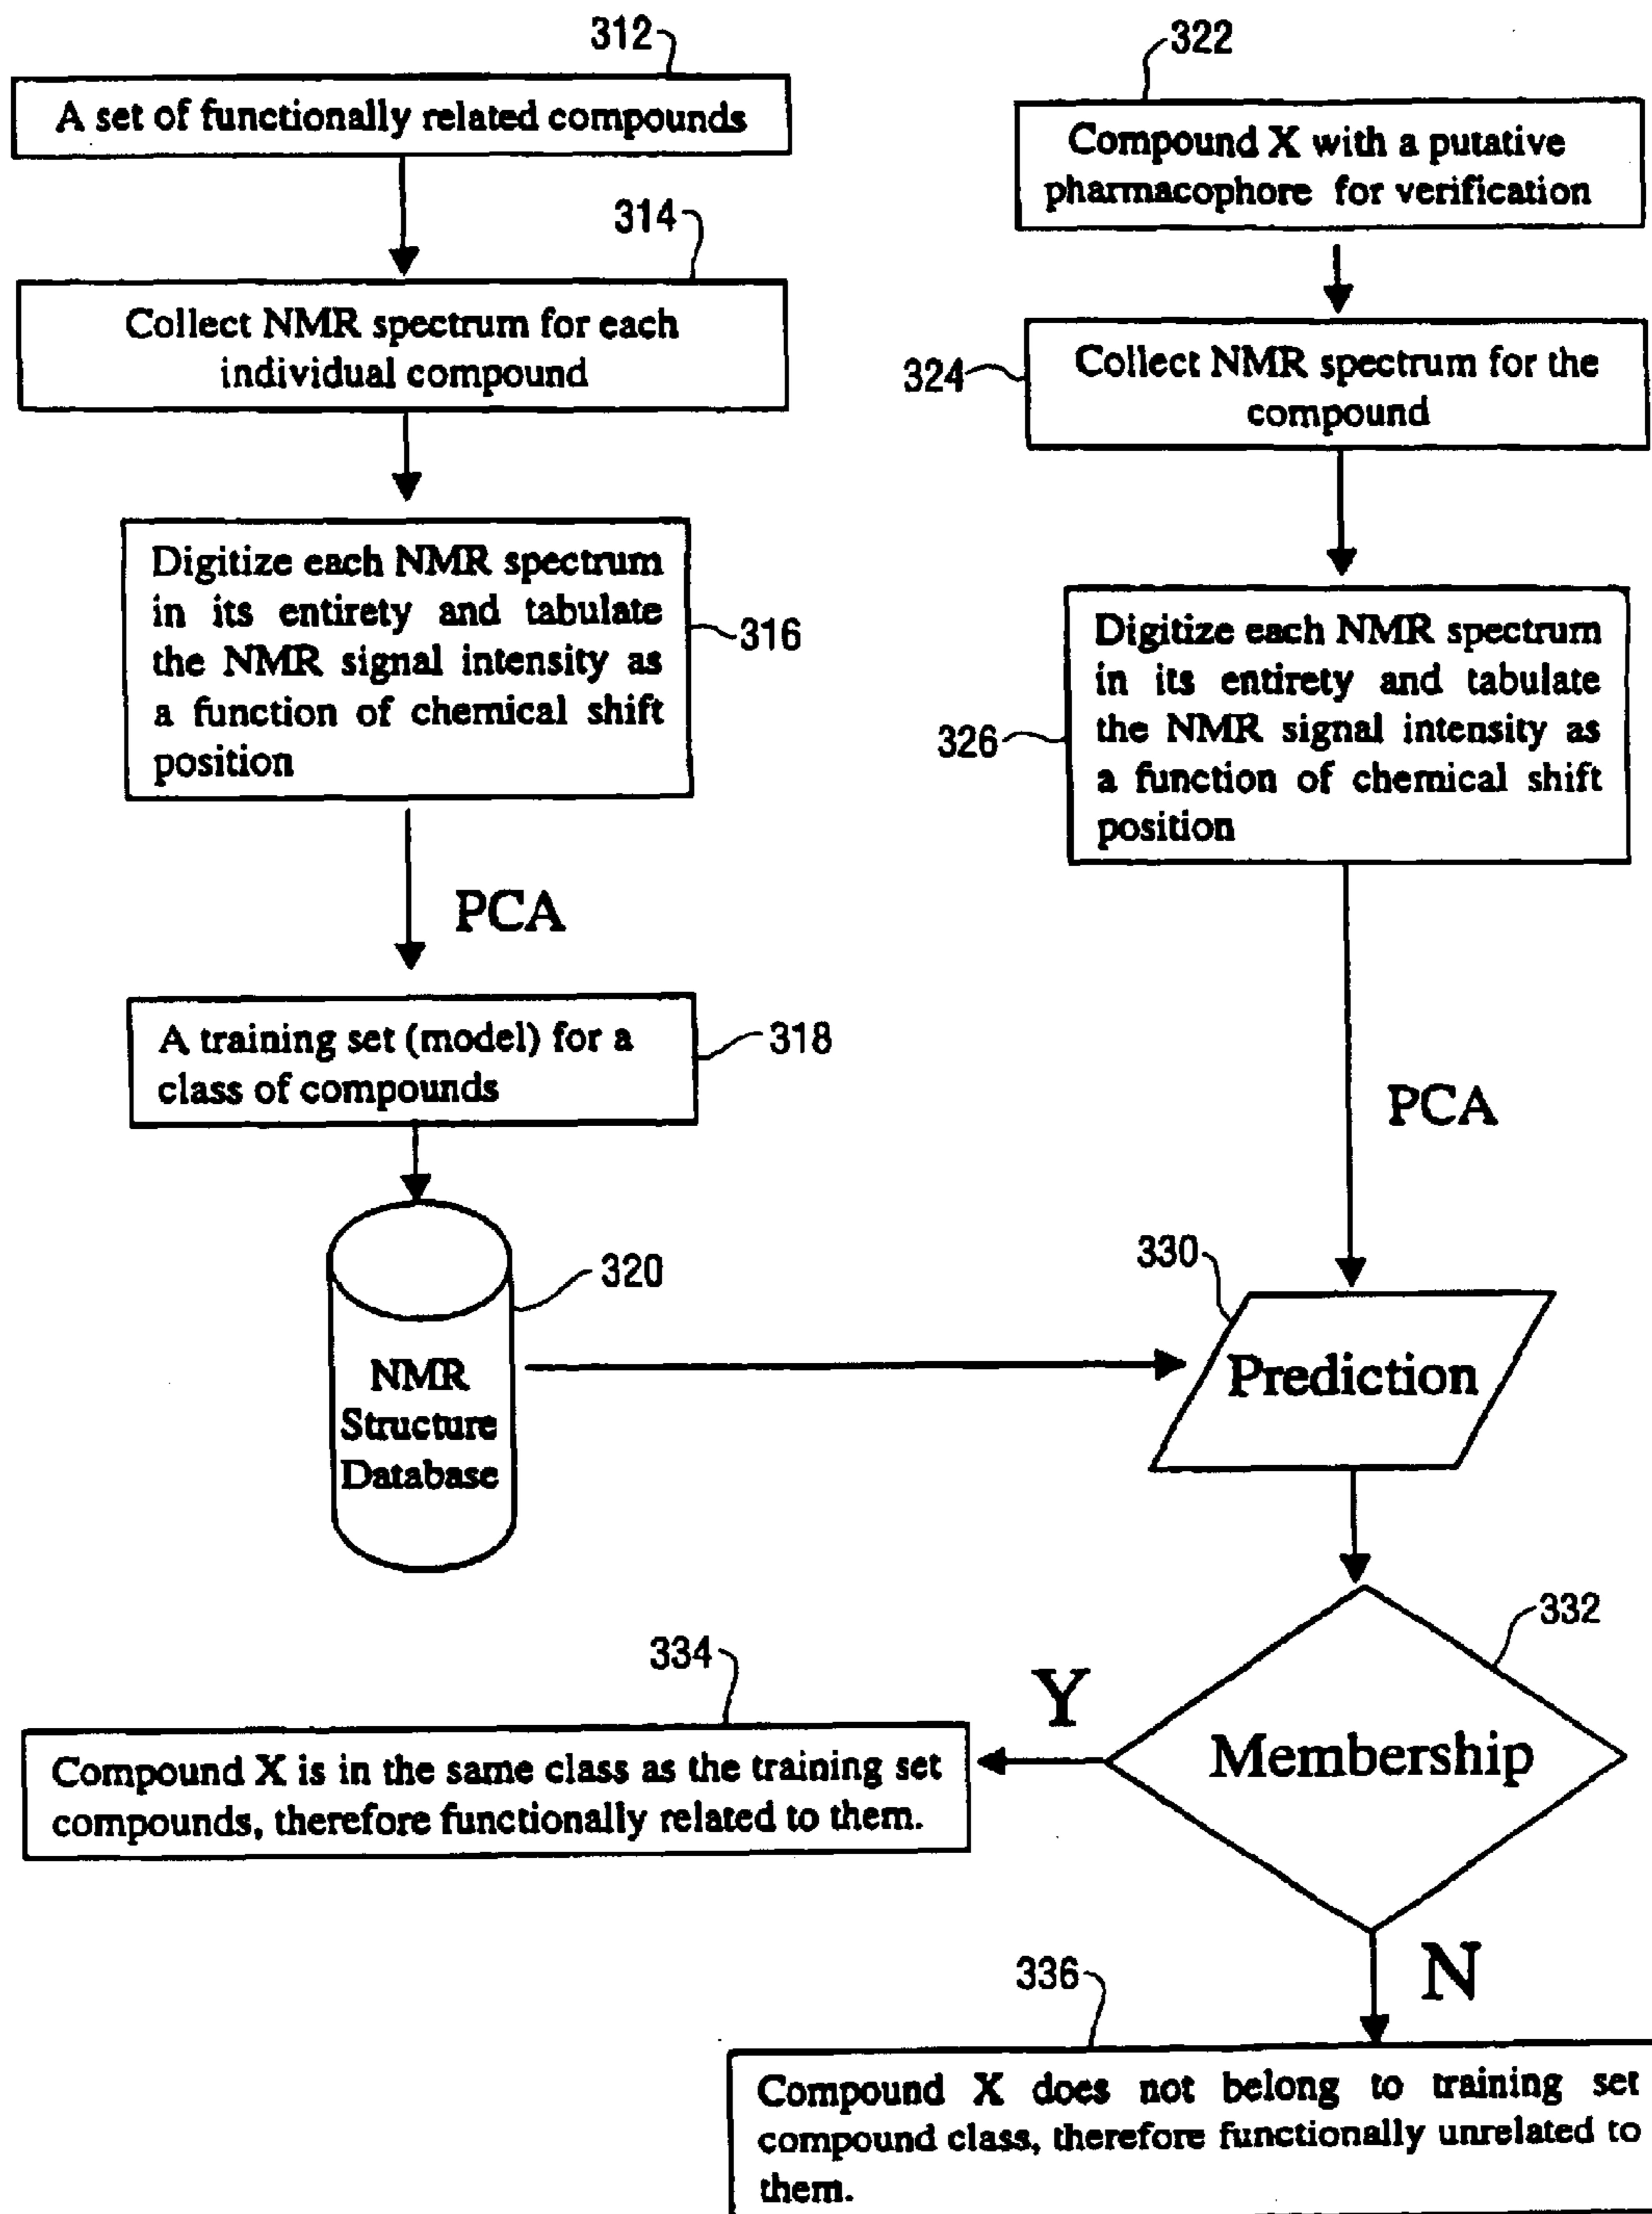 312
A set of functionally related compounds
314
Collect NMR spectrum for each
individual compound
Digitize each NMR spectrum
in its entirety and tabulate
the NMR signal intensity as
a function of chemical shift
position
316
PCA
A training set (model) for a
class of compounds
318
320
NMR
Structure
Database
322
Compound X with a putative
pharmacophore for verification
324
Collect NMR spectrum for the
compound
326
Digitize each NMR spectrum
in its entirety and tabulate
the NMR signal intensity as
a function of chemical shift
position
PCA
330
Prediction
332
Membership
Y
334
Compound X is in the same class as the training set
compounds, therefore functionally related to them.
N
336
Compound X does not belong to training set
compound class, therefore functionally unrelated to
them.